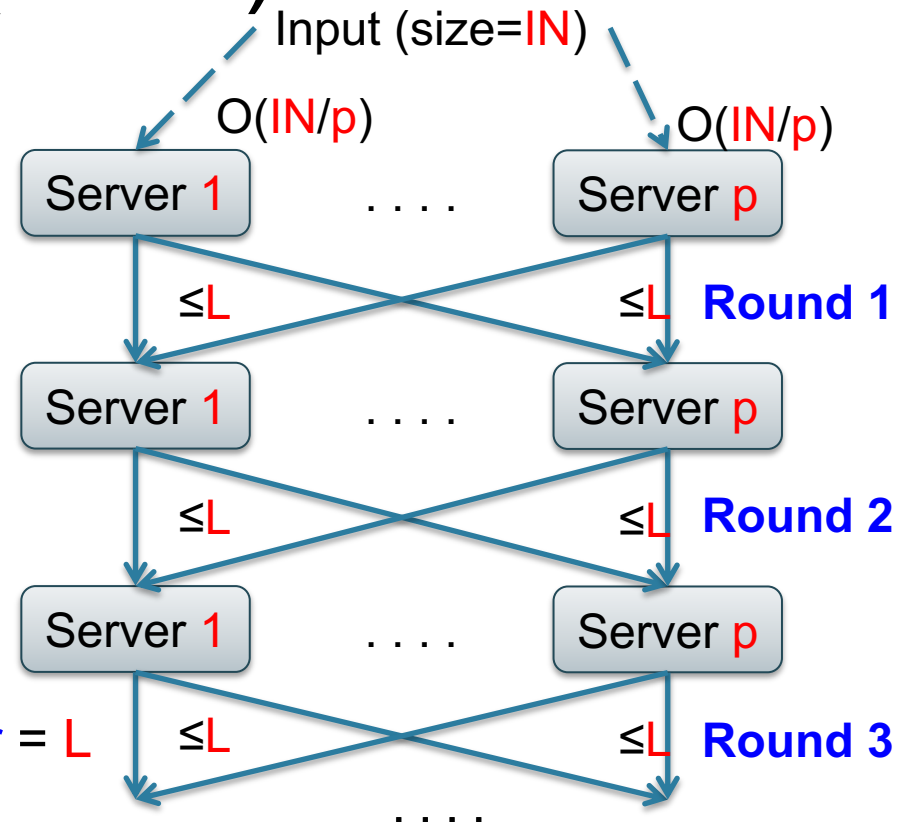 Input (size=IN)
O(IN/p) O(IN/p)
Server 1 . . . . Server p
≤L ≤L Round 1
Server 1 . . . . Server p
≤L ≤L Round 2
Server 1 . . . . Server p
= L ≤L ≤L Round 3
. . . .